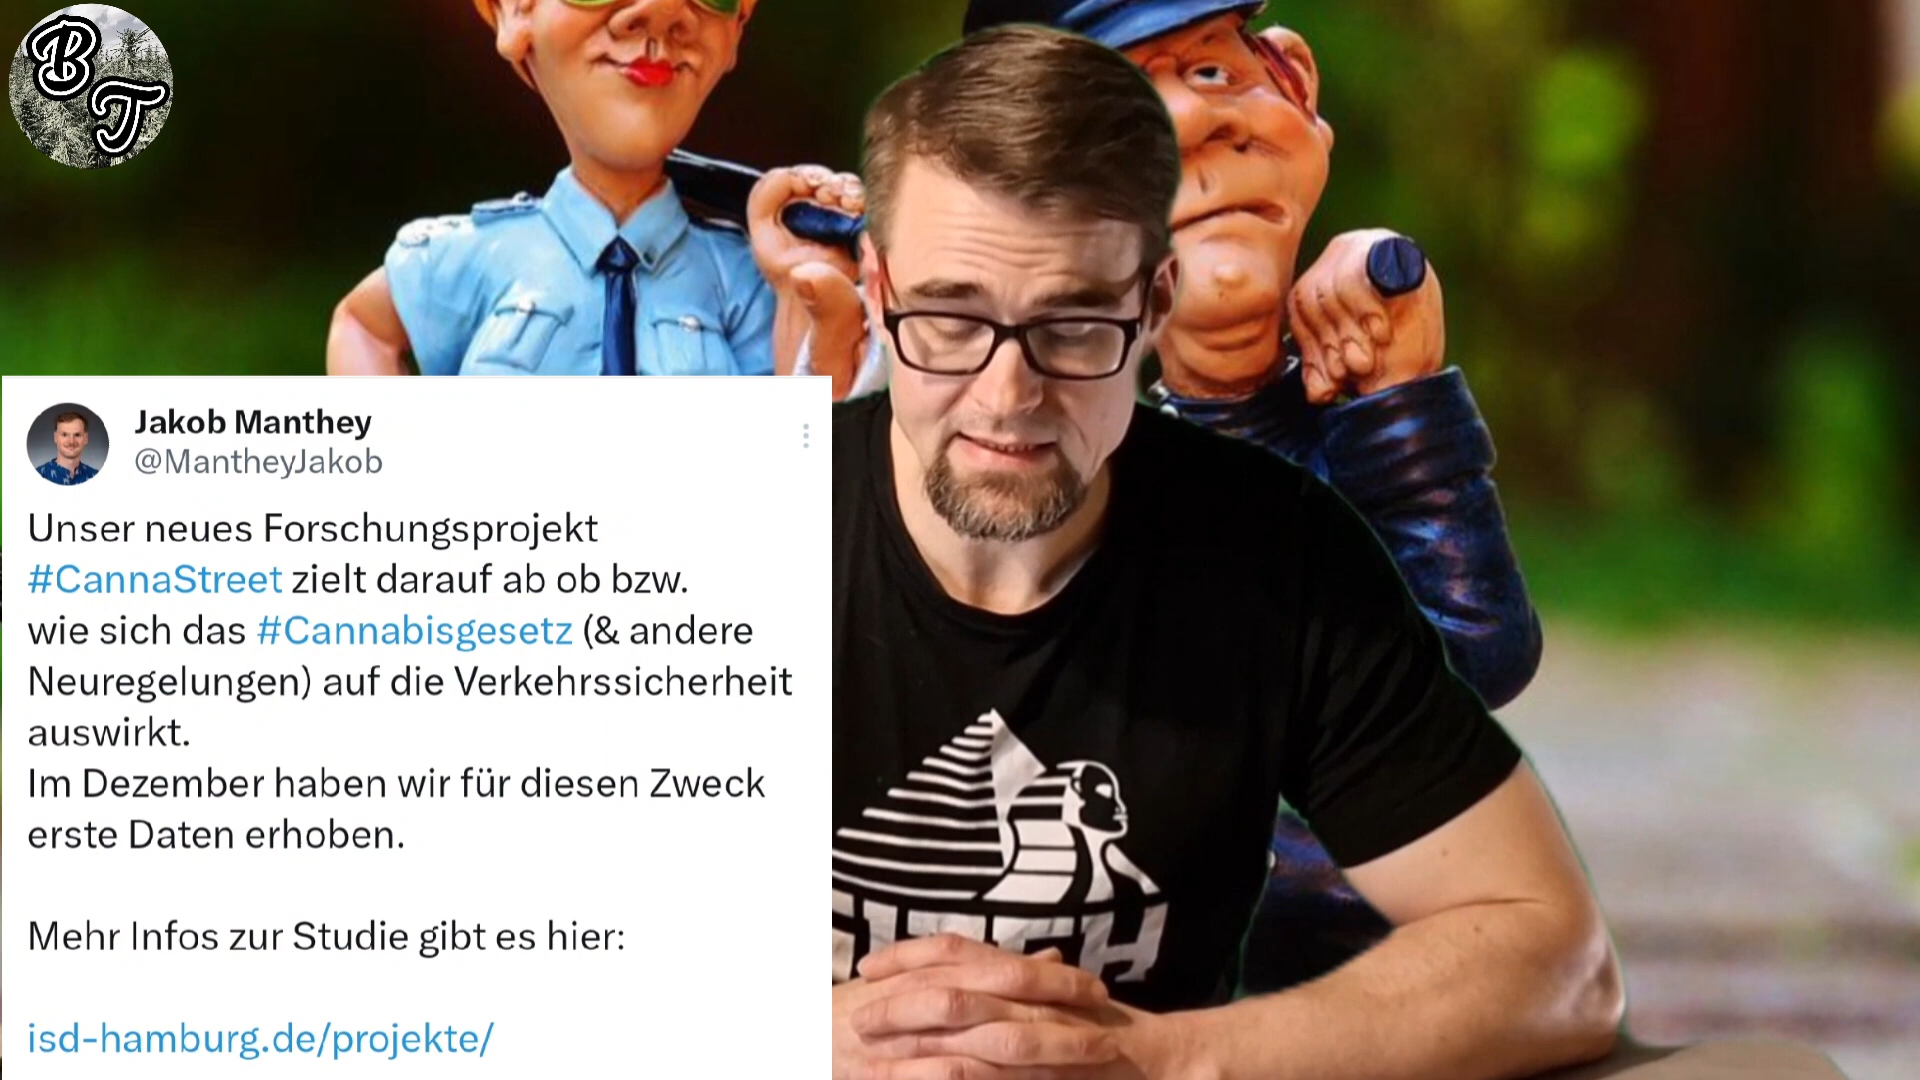 BT
Jakob Manthey
@MantheyJakob
Unser neues Forschungsprojekt
#CannaStreet zielt darauf ab ob bzw.
wie sich das #Cannabisgesetz (& andere
Neuregelungen) auf die Verkehrssicherheit
auswirkt.
Im Dezember haben wir für diesen Zweck
erste Daten erhoben.
Mehr Infos zur Studie gibt es hier:
isd-hamburg.de/projekte/